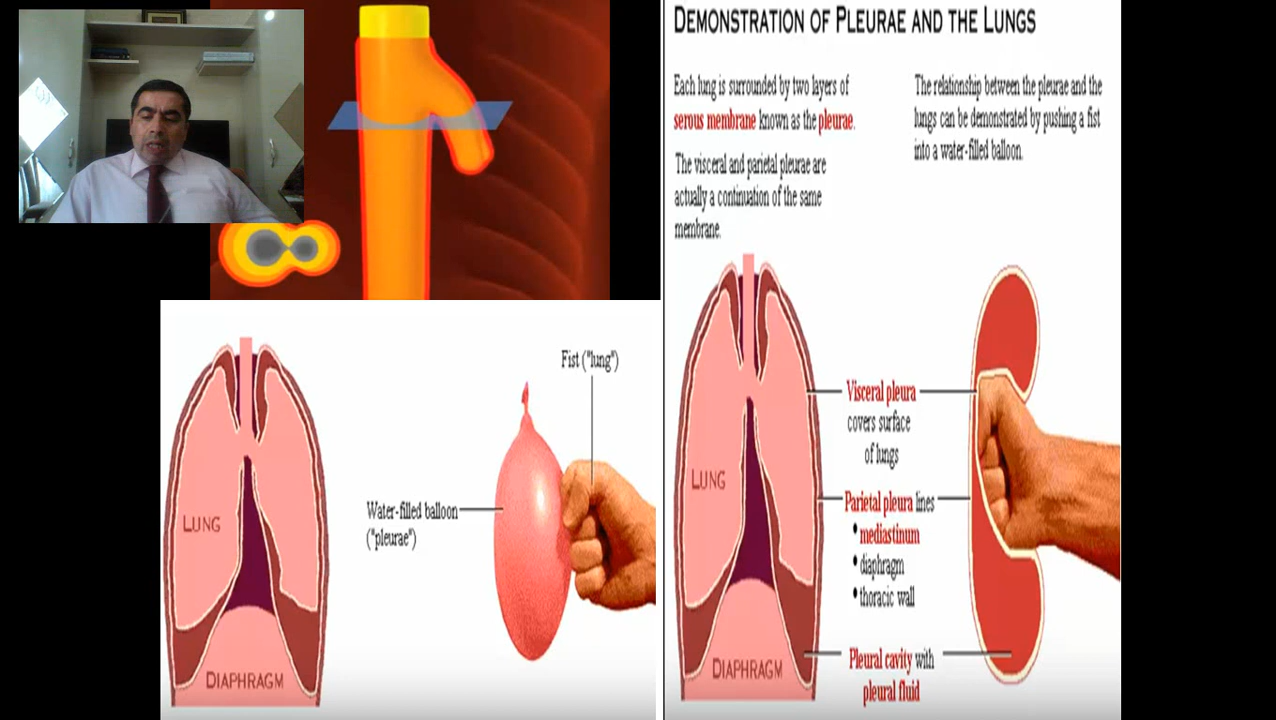 DEMONSTRATION OF PLEURAE AND THE LUNGS
Each lung is surrounded by two layers of
serous membrane known as the pleurae.
The visceral and parietal pleurae are
actually a continuation of the same
membrane.
The relationship between the pleurae and the
lungs can be demonstrated by pushing a fist
into a water-filled balloon.
Fist ("lung")
Water-filled balloon
("pleurae")
LUNG
DIAPHRAGM
LUNG
DIAPHRAGM
Visceral pleura
covers surface
of lungs
Parietal pleura lines
• mediastinum
• diaphragm
• thoracic wall
Pleural cavity with
pleural fluid